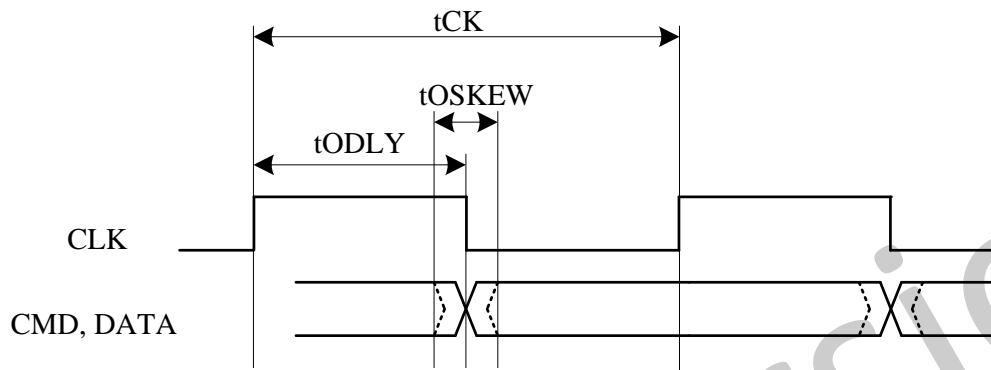 tCK
tOSKEW
tODLY
CLK
CMD, DATA